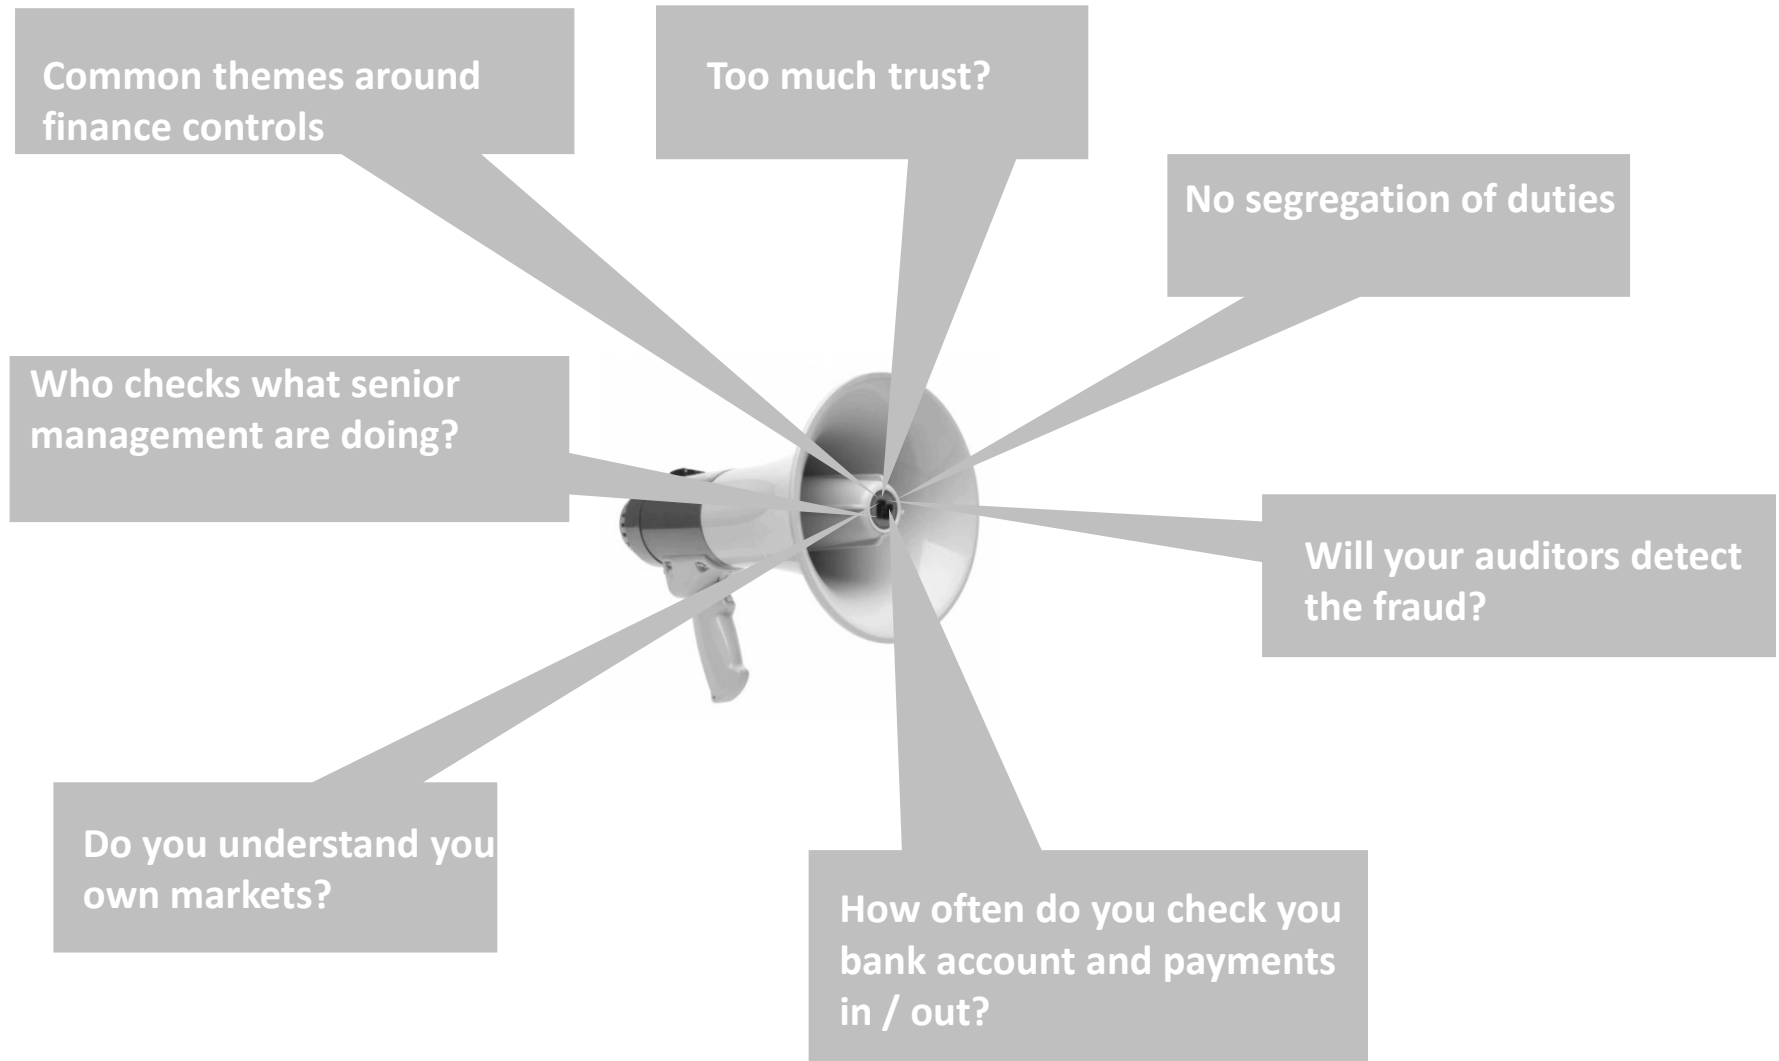 Common themes around
finance controls
Too much trust?
No segregation of duties
Who checks what senior
management are doing?
Will your auditors detect
the fraud?
Do you understand you
own markets?
How often do you check you
bank account and payments
in / out?